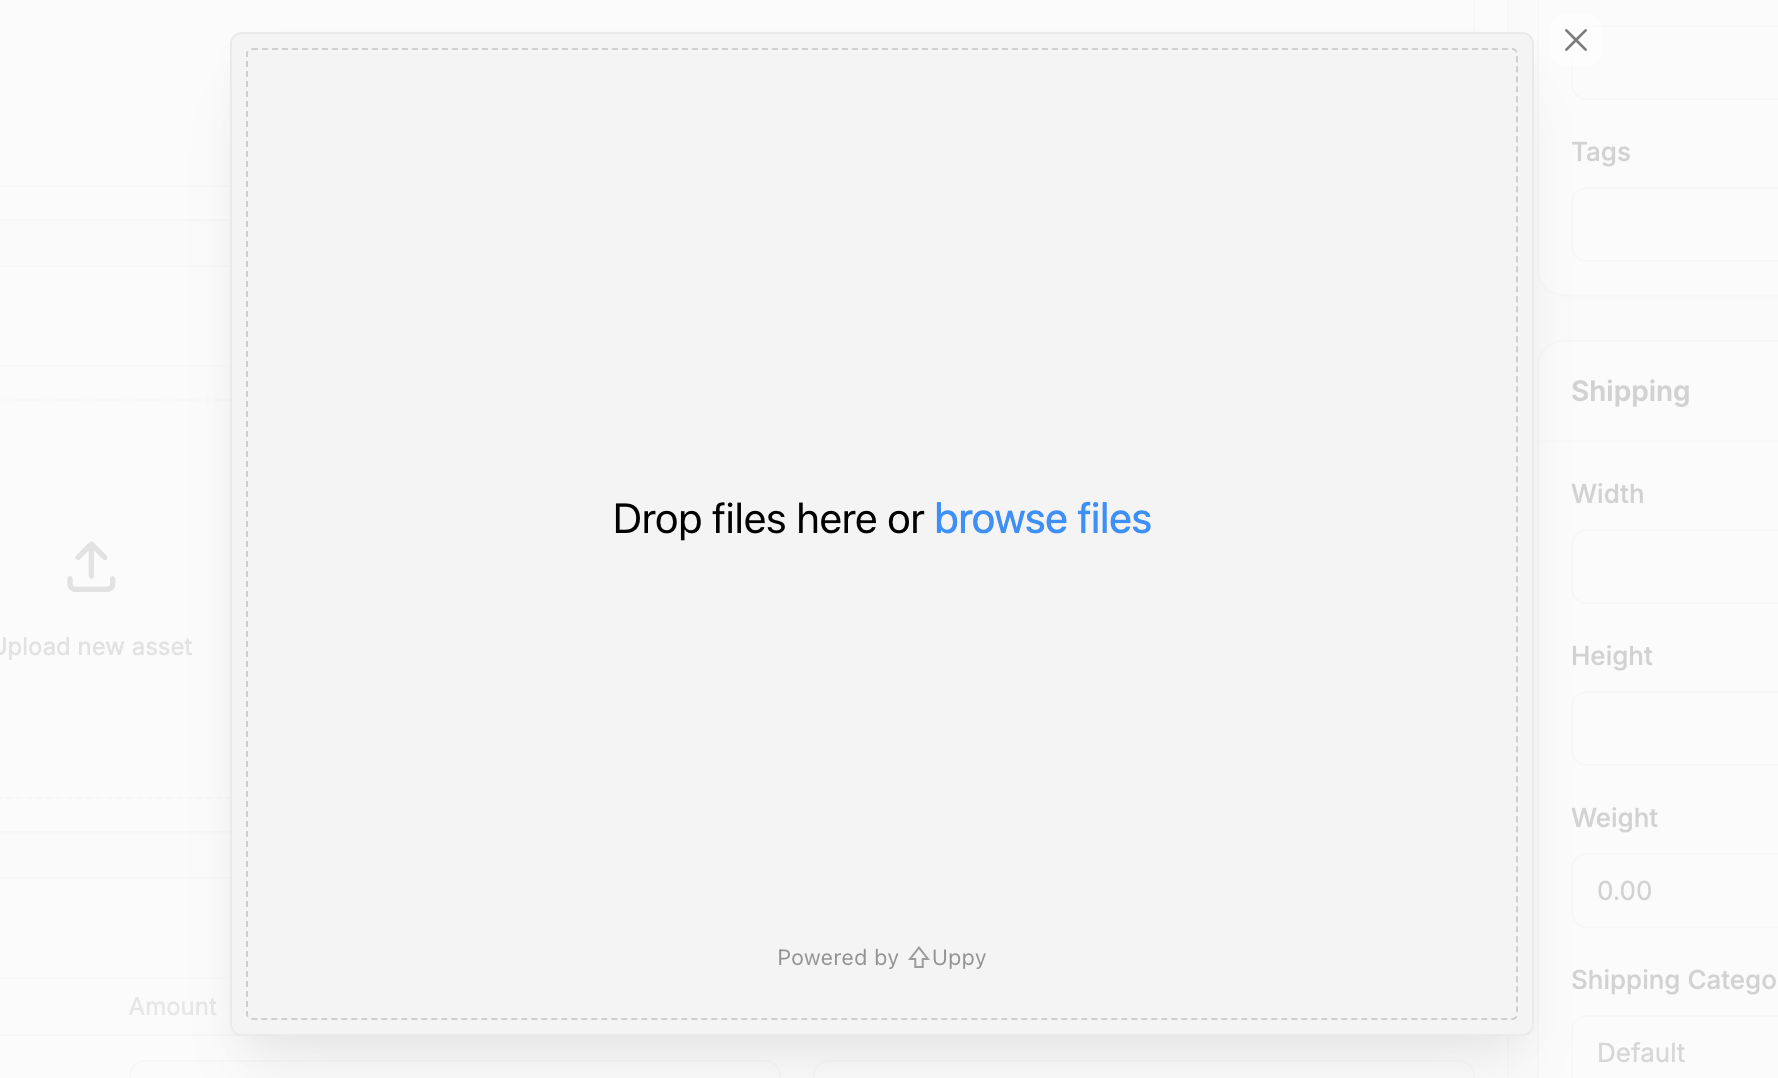 Tags
Shipping
Width
Drop files here or browse files
Upload new asset
Height
Weight
0.00
Powered by Uppy
Shipping Catego
Amount
Default